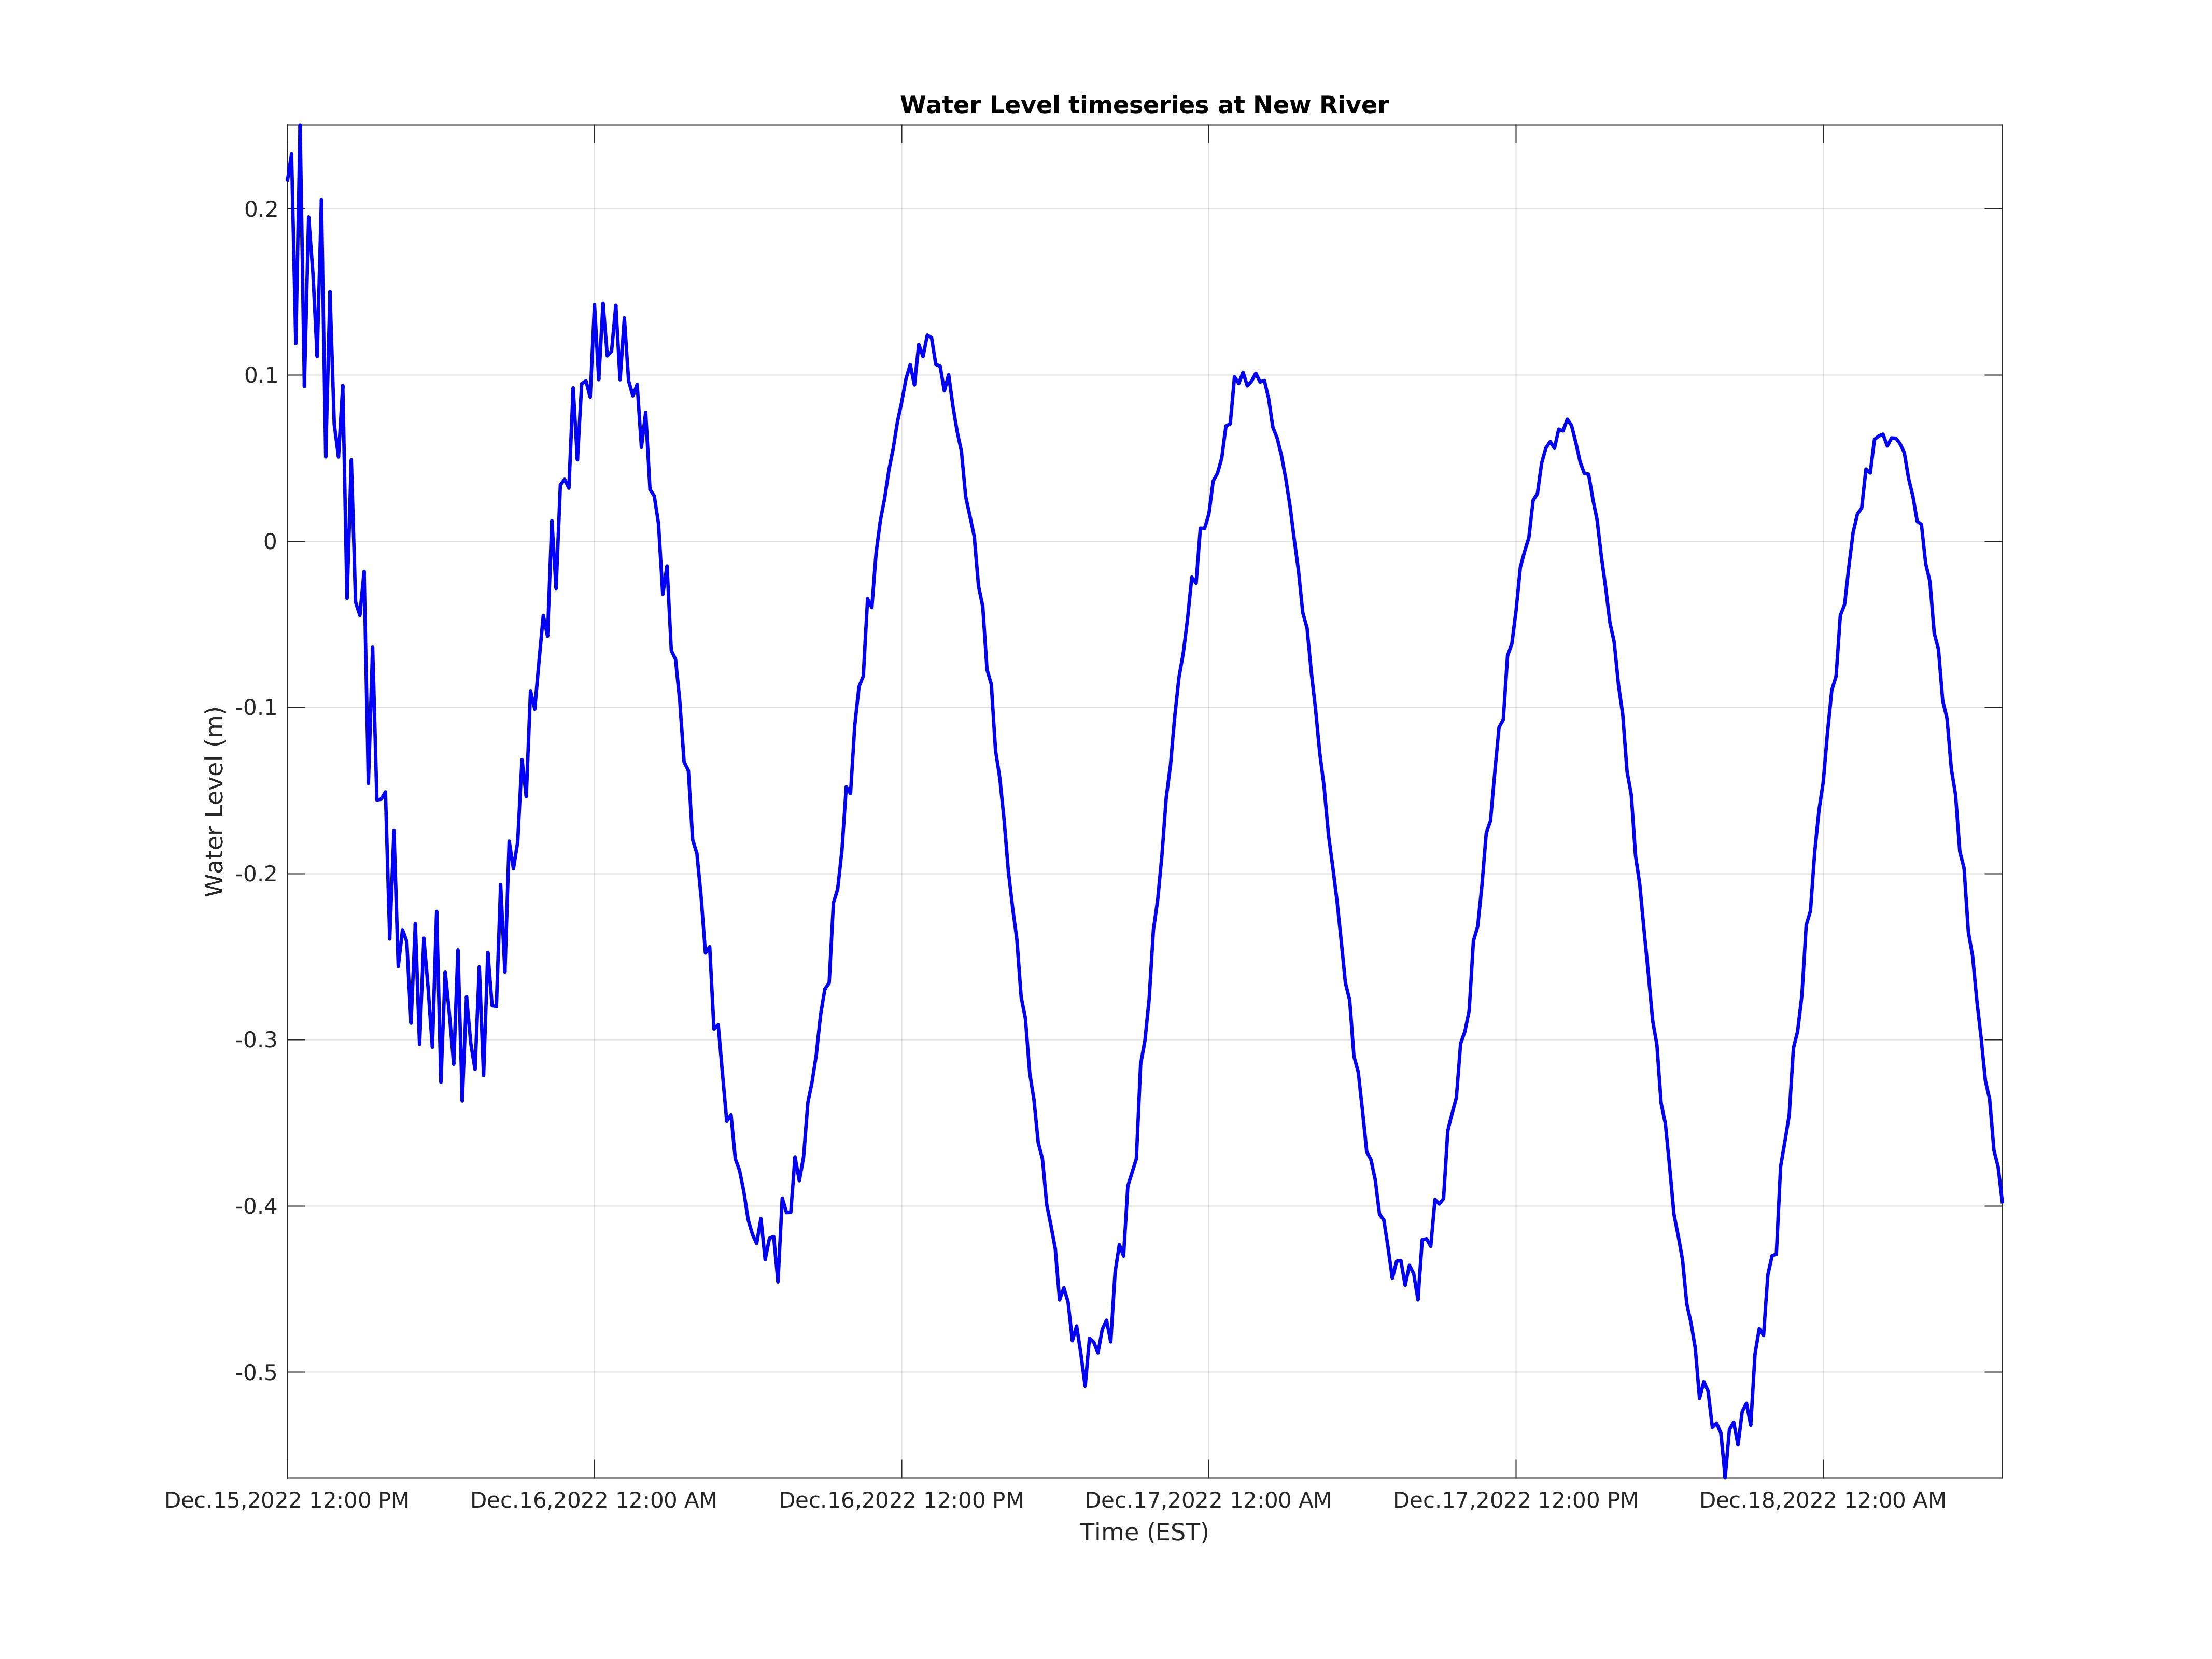 Water Level timeseries at New River
0.2
0.1
0
-0.1
-0.2
-0.3
-0.4
-0.5
Water Level (m)
Dec.15,2022 12:00 PM
Dec.16,2022 12:00 AM
Dec.16,2022 12:00 PM
Dec.17,2022 12:00 AM
Dec.17,2022 12:00 PM
Dec.18,2022 12:00 AM
Time (EST)